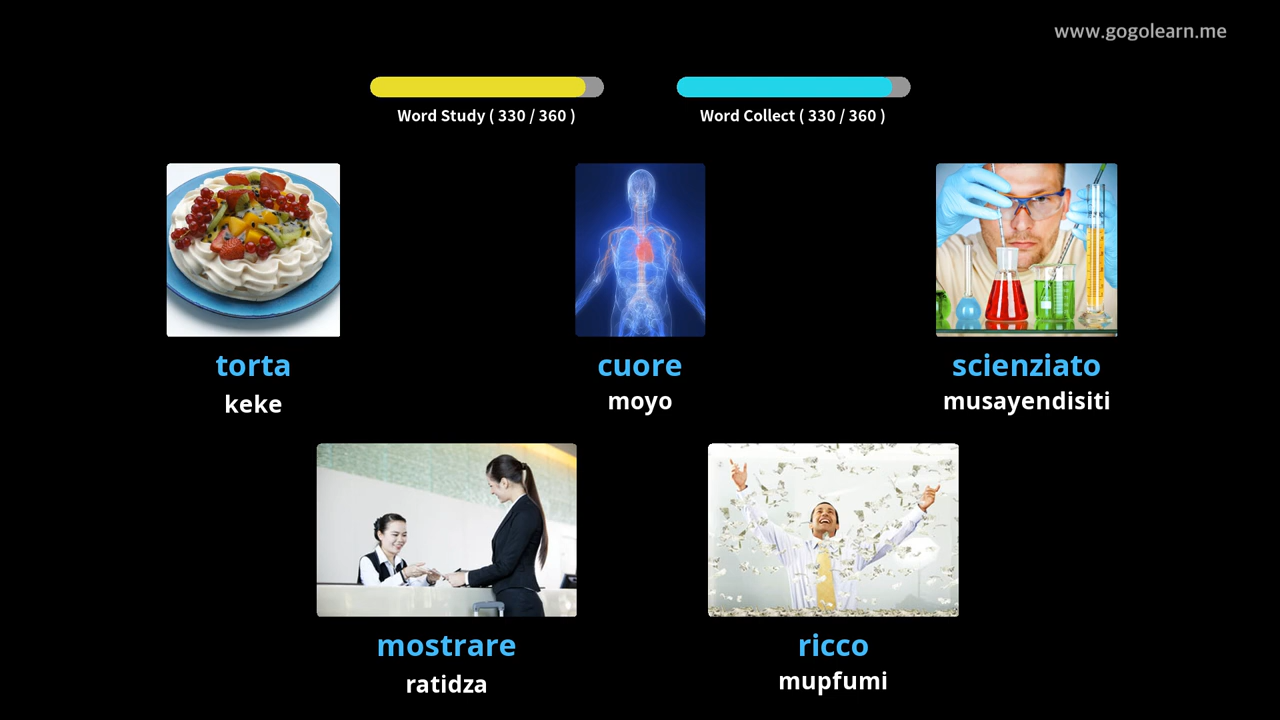 www.gogolearn.me
Word Study ( 330 / 360 )
Word Collect ( 330 / 360 )
torta
keke
cuore
moyo
scienziato
musayendisiti
mostrare
ratidza
ricco
mupfumi